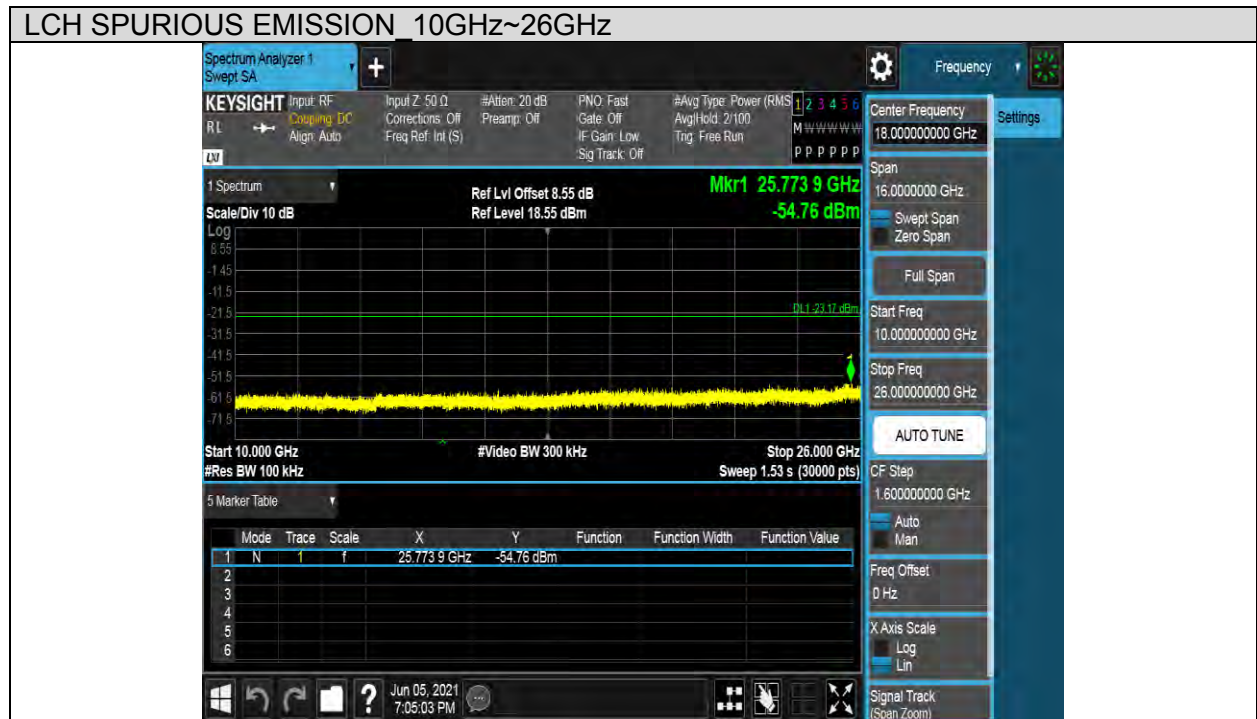 LCH SPURIOUS EMISSION_10GHz~26GHz
Spectrum Analyzer 1
Swept SA
+
Frequency
KEYSIGHT
RL
LXI
Input: RF
Coupling: DC
Align: Auto
Input Z: 50 Ω
Corrections: Off
Freq Ref: Int (S)
#Atten: 20 dB
Preamp: Off
PNO: Fast
Gate: Off
IF Gain: Low
Sig Track: Off
#Avg Type: Power (RMS
Avg|Hold: 2/100
Trig: Free Run
1 2 3 4 5 6
M W W W W W
P P P P P P
1 Spectrum
Scale/Div 10 dB
Ref Lvl Offset 8.55 dB
Ref Level 18.55 dBm
Mkr1 25.773 9 GHz
-54.76 dBm
Log
8.55
-1.45
-11.5
-21.5
-31.5
-41.5
-51.5
-61.5
-71.5
DL1 -23.17 dBm
1
Start 10.000 GHz
#Res BW 100 kHz
#Video BW 300 kHz
Stop 26.000 GHz
Sweep 1.53 s (30000 pts)
5 Marker Table
Mode Trace Scale X Y Function Function Width Function Value
1 N 1 f 25.773 9 GHz -54.76 dBm
2
3
4
5
6
?
Jun 05, 2021
7:05:03 PM
Center Frequency
18.000000000 GHz
Settings
Span
16.0000000 GHz
Swept Span
Zero Span
Full Span
Start Freq
10.000000000 GHz
Stop Freq
26.000000000 GHz
AUTO TUNE
CF Step
1.600000000 GHz
Auto
Man
Freq Offset
0 Hz
X Axis Scale
Log
Lin
Signal Track
(Span Zoom)